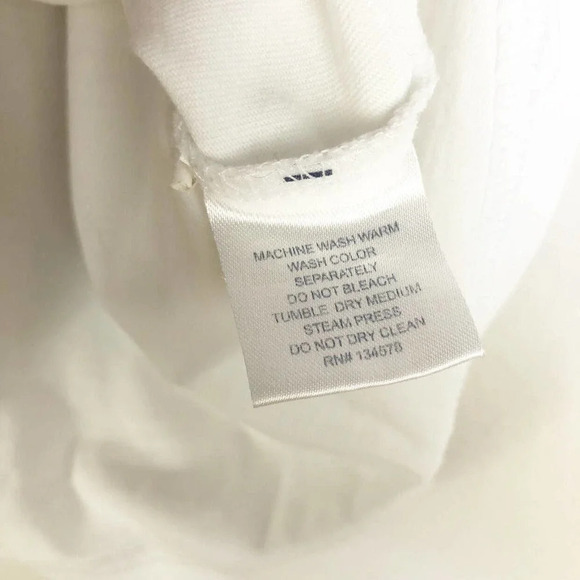 MACHINE WASH WARM
WASH COLOR
SEPARATELY
DO NOT BLEACH
TUMBLE DRY MEDIUM
STEAM PRESS
DO NOT DRY CLEAN
RN# 134678